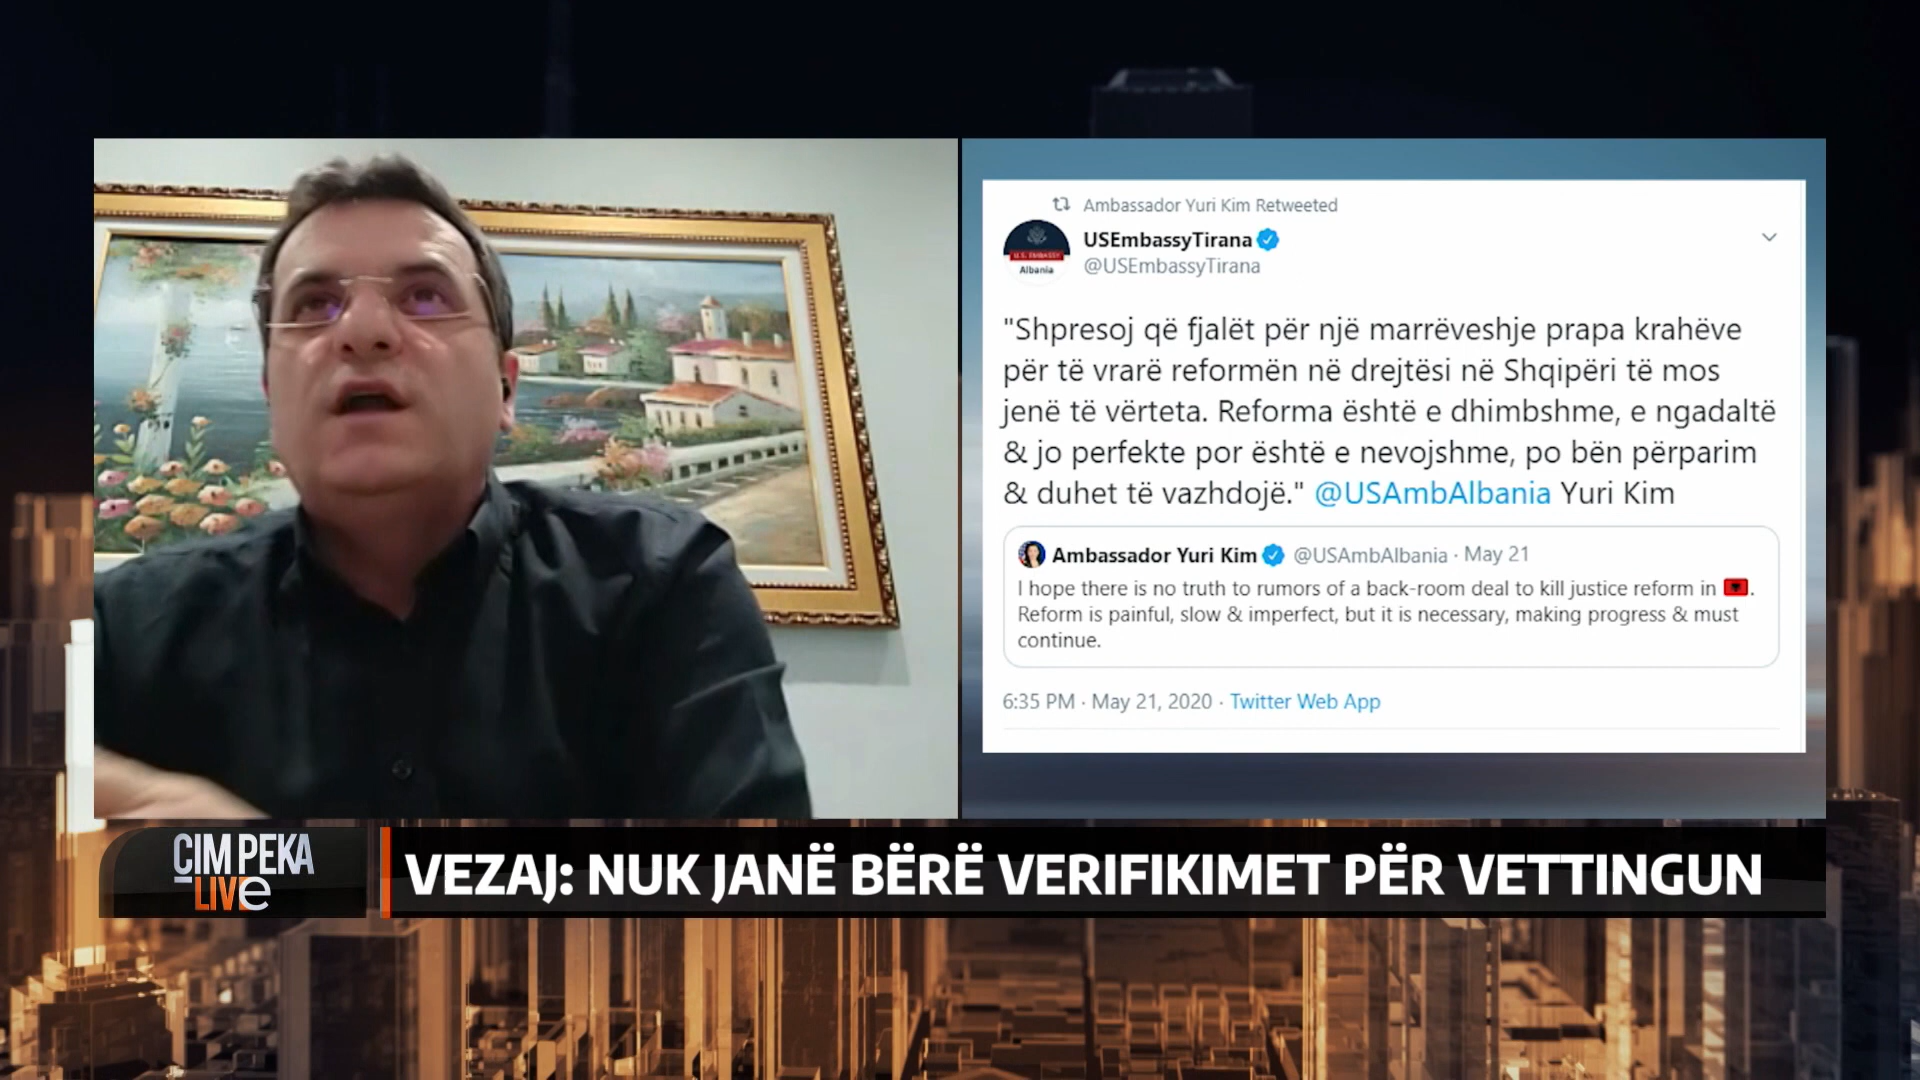 Ambassador Yuri Kim Retweeted
USEmbassyTirana
@USEmbassyTirana
U.S. EMBASSY
Albania
"Shpresoj që fjalët për një marrëveshje prapa krahëve
për të vrarë reformën në drejtësi në Shqipëri të mos
jenë të vërteta. Reforma është e dhimbshme, e ngadaltë
& jo perfekte por është e nevojshme, po bën përparim
& duhet të vazhdojë." @USAmbAlbania Yuri Kim
Ambassador Yuri Kim @USAmbAlbania · May 21
I hope there is no truth to rumors of a back-room deal to kill justice reform in 🇦🇱.
Reform is painful, slow & imperfect, but it is necessary, making progress & must
continue.
6:35 PM · May 21, 2020 · Twitter Web App
ÇIM PEKA
LIVe
VEZAJ: NUK JANË BËRË VERIFIKIMET PËR VETTINGUN